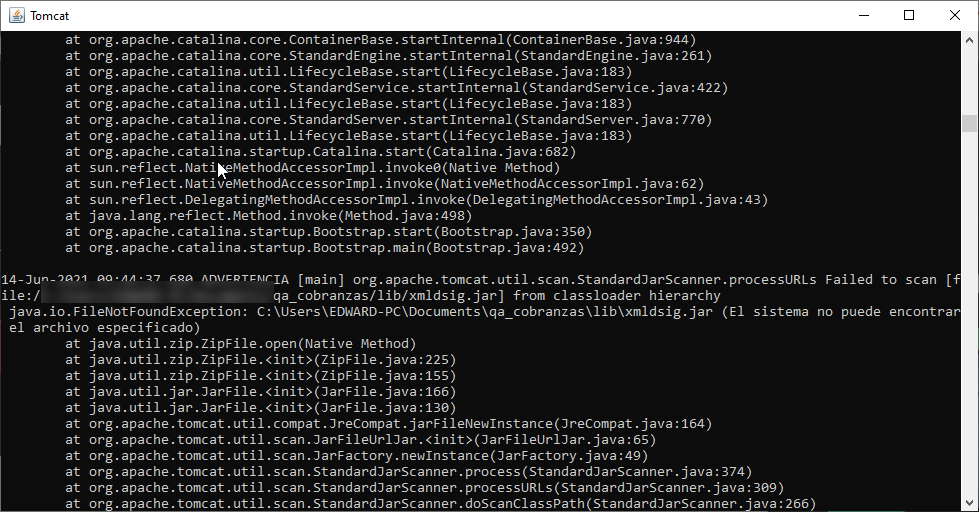 Tomcat
at org.apache.catalina.core.ContainerBase.startInternal(ContainerBase.java:944)
at org.apache.catalina.core.StandardEngine.startInternal(StandardEngine.java:261)
at org.apache.catalina.util.LifecycleBase.start(LifecycleBase.java:183)
at org.apache.catalina.core.StandardService.startInternal(StandardService.java:422)
at org.apache.catalina.util.LifecycleBase.start(LifecycleBase.java:183)
at org.apache.catalina.core.StandardServer.startInternal(StandardServer.java:770)
at org.apache.catalina.util.LifecycleBase.start(LifecycleBase.java:183)
at org.apache.catalina.startup.Catalina.start(Catalina.java:682)
at sun.reflect.NativeMethodAccessorImpl.invoke0(Native Method)
at sun.reflect.NativeMethodAccessorImpl.invoke(NativeMethodAccessorImpl.java:62)
at sun.reflect.DelegatingMethodAccessorImpl.invoke(DelegatingMethodAccessorImpl.java:43)
at java.lang.reflect.Method.invoke(Method.java:498)
at org.apache.catalina.startup.Bootstrap.start(Bootstrap.java:350)
at org.apache.catalina.startup.Bootstrap.main(Bootstrap.java:492)
14-Jun-2021 09:44:37.680 ADVERTENCIA [main] org.apache.tomcat.util.scan.StandardJarScanner.processURLs Failed to scan [f
ile:/ qa_cobranzas/lib/xmldsig.jar] from classloader hierarchy
java.io.FileNotFoundException: C:\Users\EDWARD-PC\Documents\qa_cobranzas\lib\xmldsig.jar (El sistema no puede encontrar
el archivo especificado)
at java.util.zip.ZipFile.open(Native Method)
at java.util.zip.ZipFile.<init>(ZipFile.java:225)
at java.util.zip.ZipFile.<init>(ZipFile.java:155)
at java.util.jar.JarFile.<init>(JarFile.java:166)
at java.util.jar.JarFile.<init>(JarFile.java:130)
at org.apache.tomcat.util.compat.JreCompat.jarFileNewInstance(JreCompat.java:164)
at org.apache.tomcat.util.scan.JarFileUrlJar.<init>(JarFileUrlJar.java:65)
at org.apache.tomcat.util.scan.JarFactory.newInstance(JarFactory.java:49)
at org.apache.tomcat.util.scan.StandardJarScanner.process(StandardJarScanner.java:374)
at org.apache.tomcat.util.scan.StandardJarScanner.processURLs(StandardJarScanner.java:309)
at org.apache.tomcat.util.scan.StandardJarScanner.doScanClassPath(StandardJarScanner.java:266)